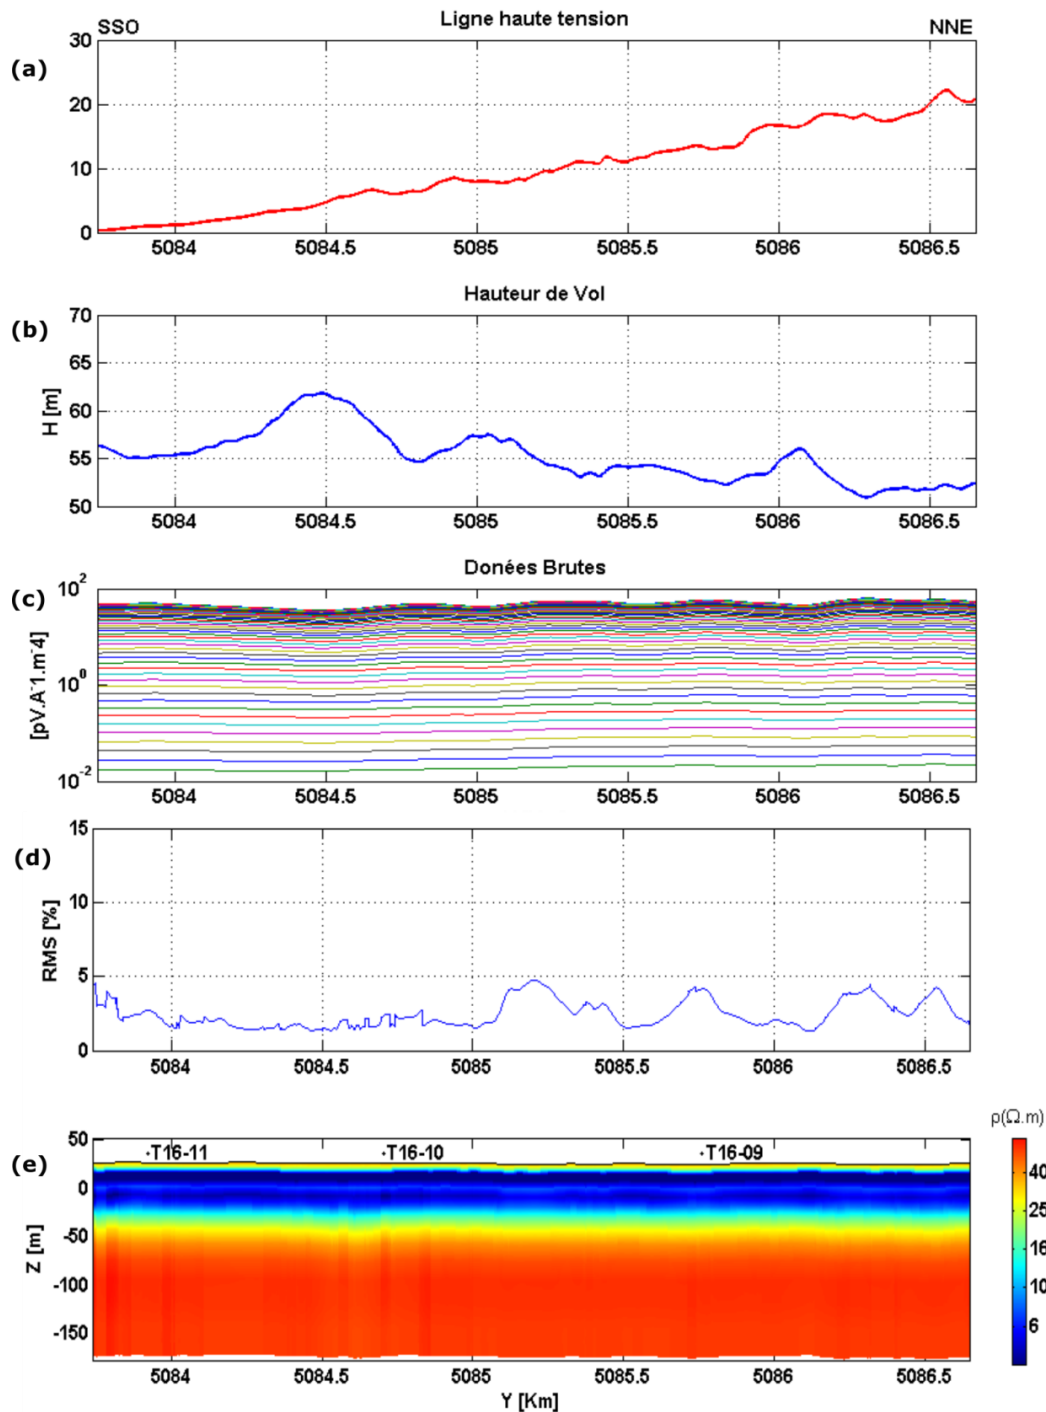 Ligne haute tension
SSO NNE
(a)
30
20
10
0
5084 5084.5 5085 5085.5 5086 5086.5
Hauteur de Vol
(b)
H [m]
70
65
60
55
50
5084 5084.5 5085 5085.5 5086 5086.5
Donées Brutes
(c)
[pV.A-1.m-4]
10^2
10^0
10^-2
5084 5084.5 5085 5085.5 5086 5086.5
(d)
RMS [%]
15
10
5
0
5084 5084.5 5085 5085.5 5086 5086.5
(e)
Z [m]
50
0
-50
-100
-150
·T16-11 ·T16-10 ·T16-09
5084 5084.5 5085 5085.5 5086 5086.5
Y [Km]
ρ(Ω.m)
40
25
16
10
6